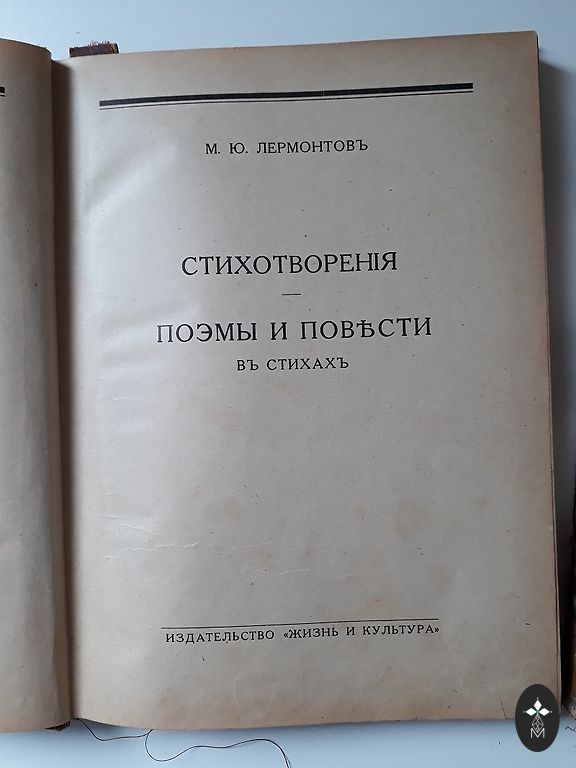 М. Ю. ЛЕРМОНТОВЪ
СТИХОТВОРЕНІЯ
—
ПОЭМЫ И ПОВѢСТИ
ВЪ СТИХАХЪ
ИЗДАТЕЛЬСТВО «ЖИЗНЬ И КУЛЬТУРА»
M